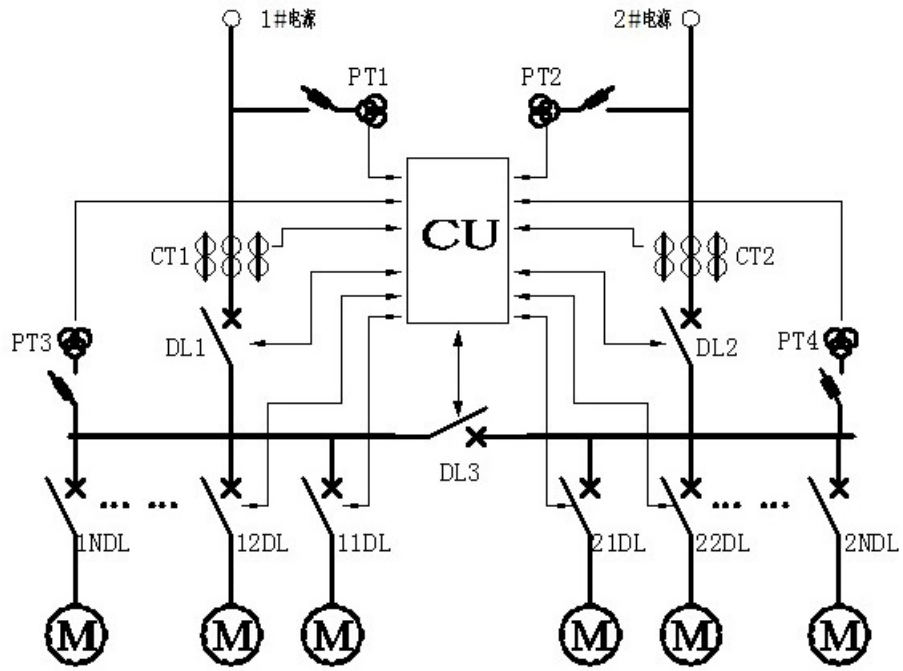 1#电源
2#电源
PT1
PT2
CU
CT1
CT2
PT3
DL1
DL2
PT4
DL3
... ...
... ...
1NDL
12DL
11DL
21DL
22DL
2NDL
M
M
M
M
M
M